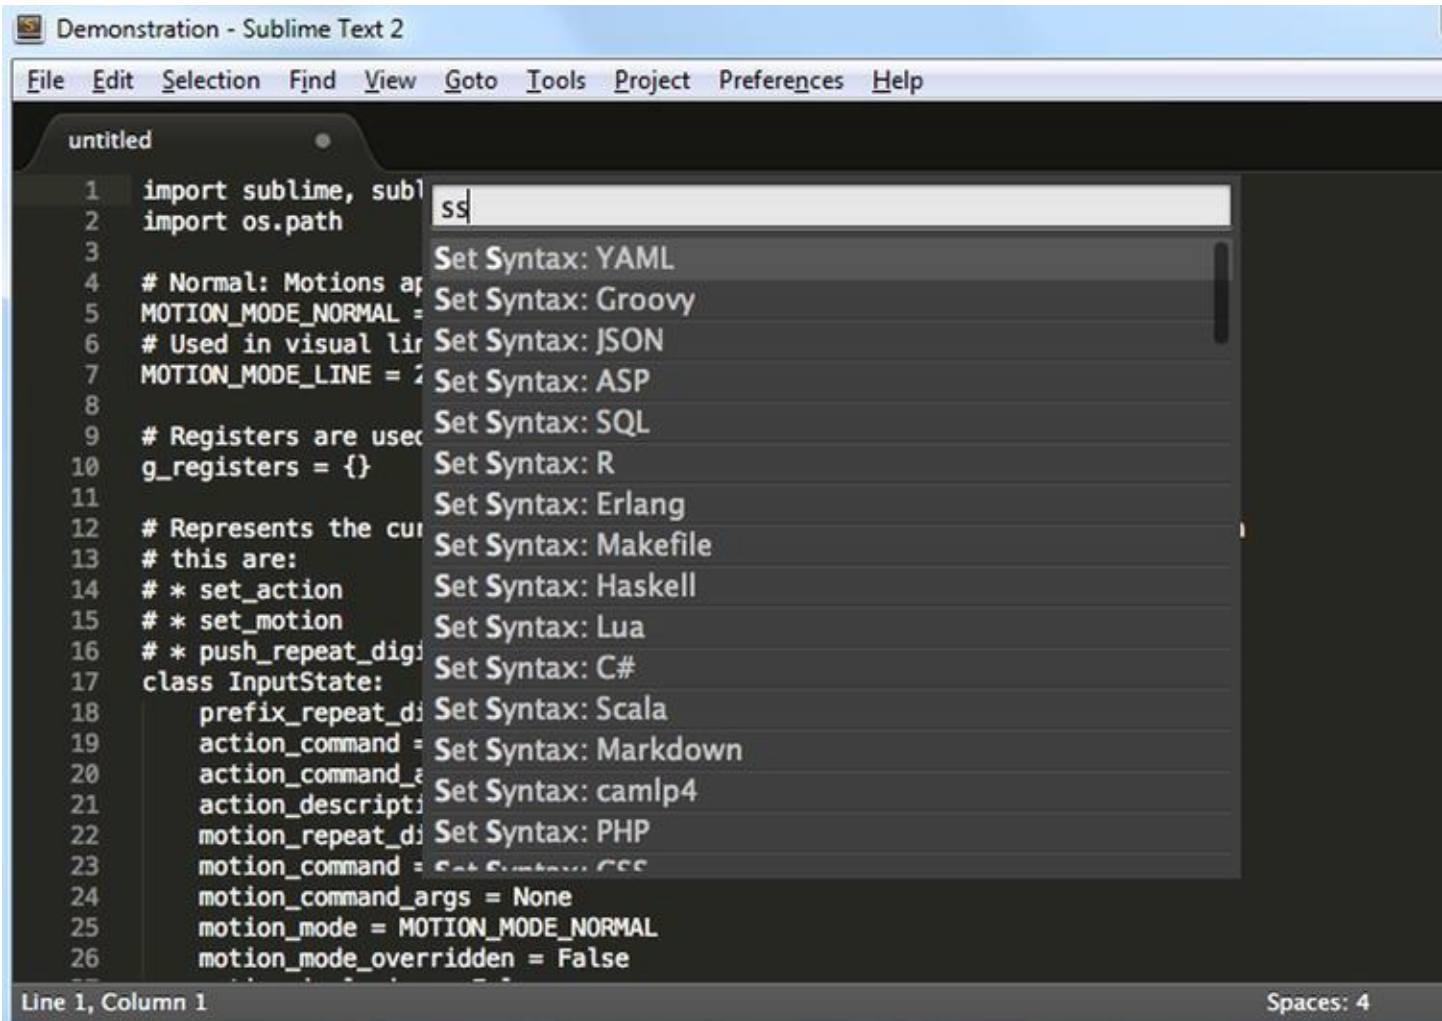 Demonstration - Sublime Text 2
File Edit Selection Find View Goto Tools Project Preferences Help
untitled
ss
Set Syntax: YAML
Set Syntax: Groovy
Set Syntax: JSON
Set Syntax: ASP
Set Syntax: SQL
Set Syntax: R
Set Syntax: Erlang
Set Syntax: Makefile
Set Syntax: Haskell
Set Syntax: Lua
Set Syntax: C#
Set Syntax: Scala
Set Syntax: Markdown
Set Syntax: camlp4
Set Syntax: PHP
Set Syntax: CSS
1 import sublime, subl
2 import os.path
3
4 # Normal: Motions ap
5 MOTION_MODE_NORMAL =
6 # Used in visual lin
7 MOTION_MODE_LINE = 2
8
9 # Registers are used
10 g_registers = {}
11
12 # Represents the cur
13 # this are:
14 # * set_action
15 # * set_motion
16 # * push_repeat_digi
17 class InputState:
18 prefix_repeat_di
19 action_command =
20 action_command_a
21 action_descripti
22 motion_repeat_di
23 motion_command =
24 motion_command_args = None
25 motion_mode = MOTION_MODE_NORMAL
26 motion_mode_overridden = False
Line 1, Column 1
Spaces: 4